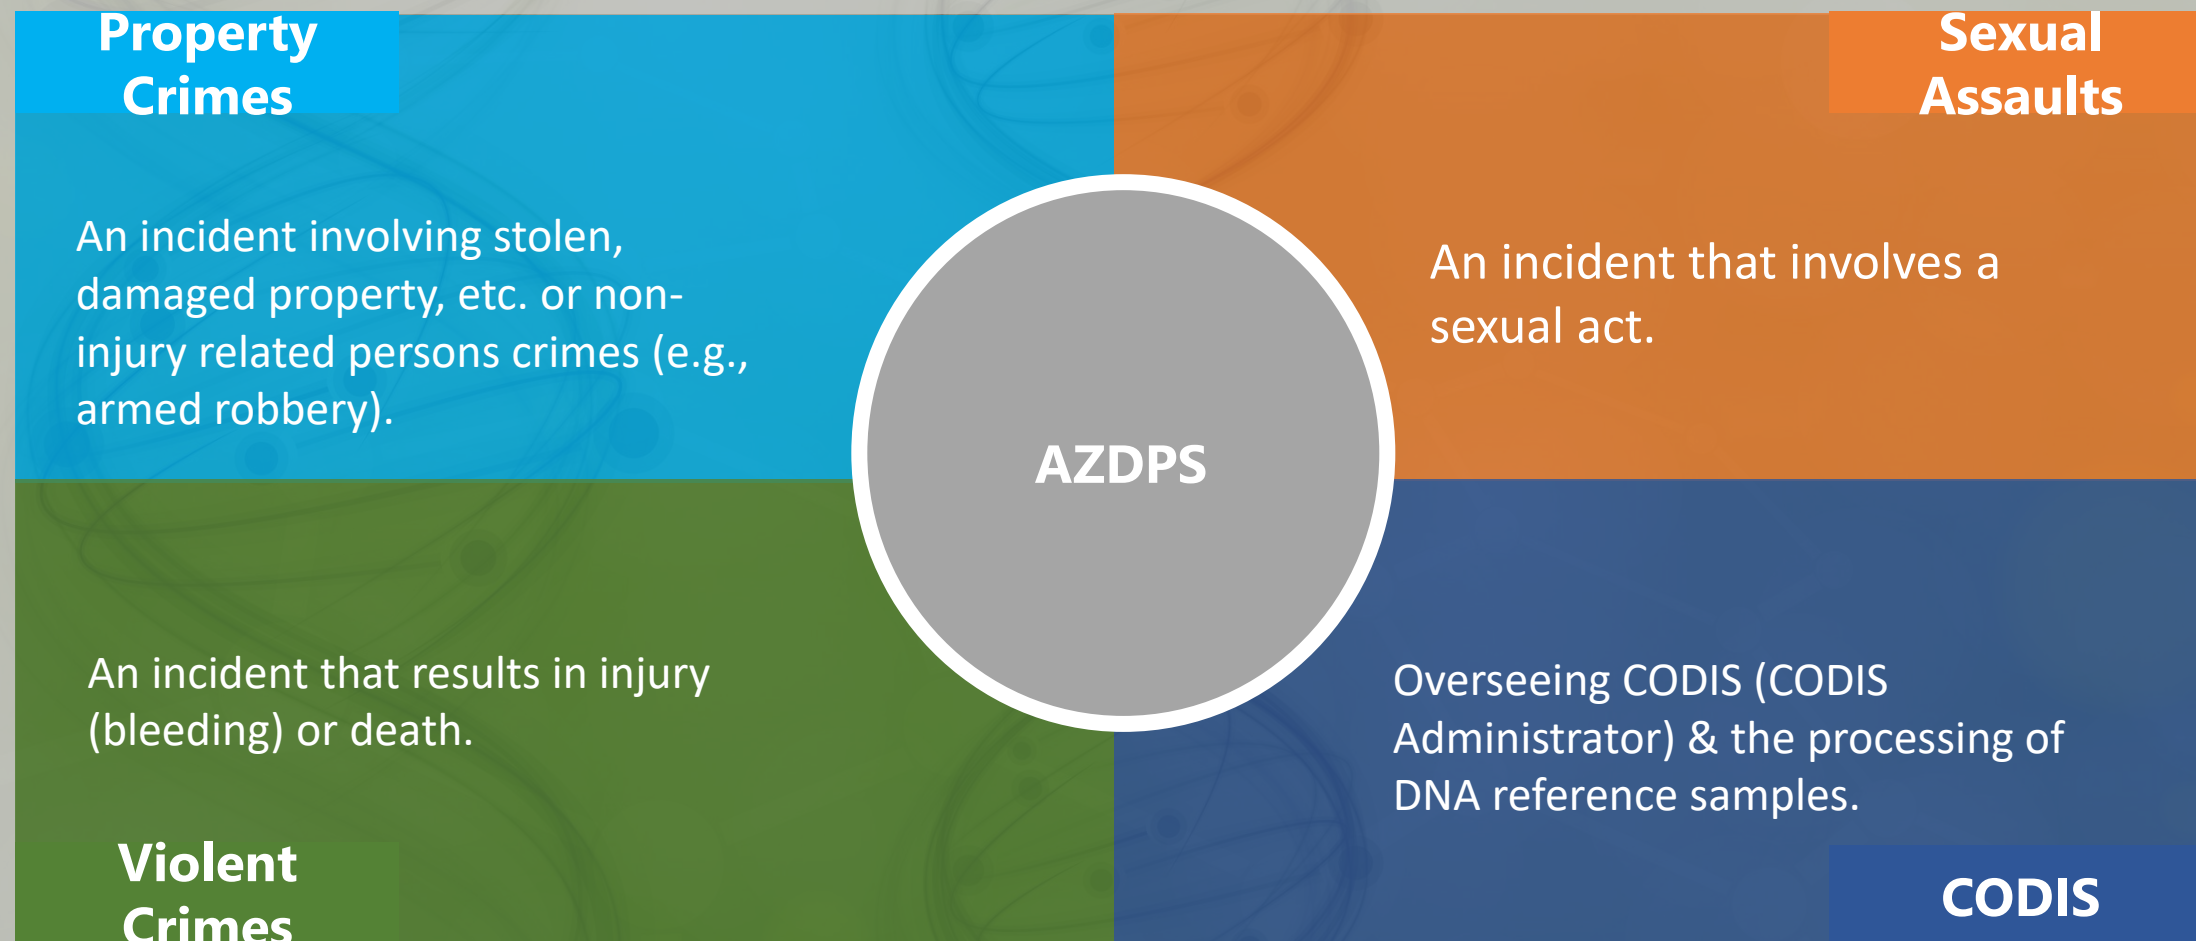 Property
Crimes
An incident involving stolen,
damaged property, etc. or non-
injury related persons crimes (e.g.,
armed robbery).
Sexual
Assaults
An incident that involves a
sexual act.
AZDPS
An incident that results in injury
(bleeding) or death.
Violent
Crimes
Overseeing CODIS (CODIS
Administrator) & the processing of
DNA reference samples.
CODIS